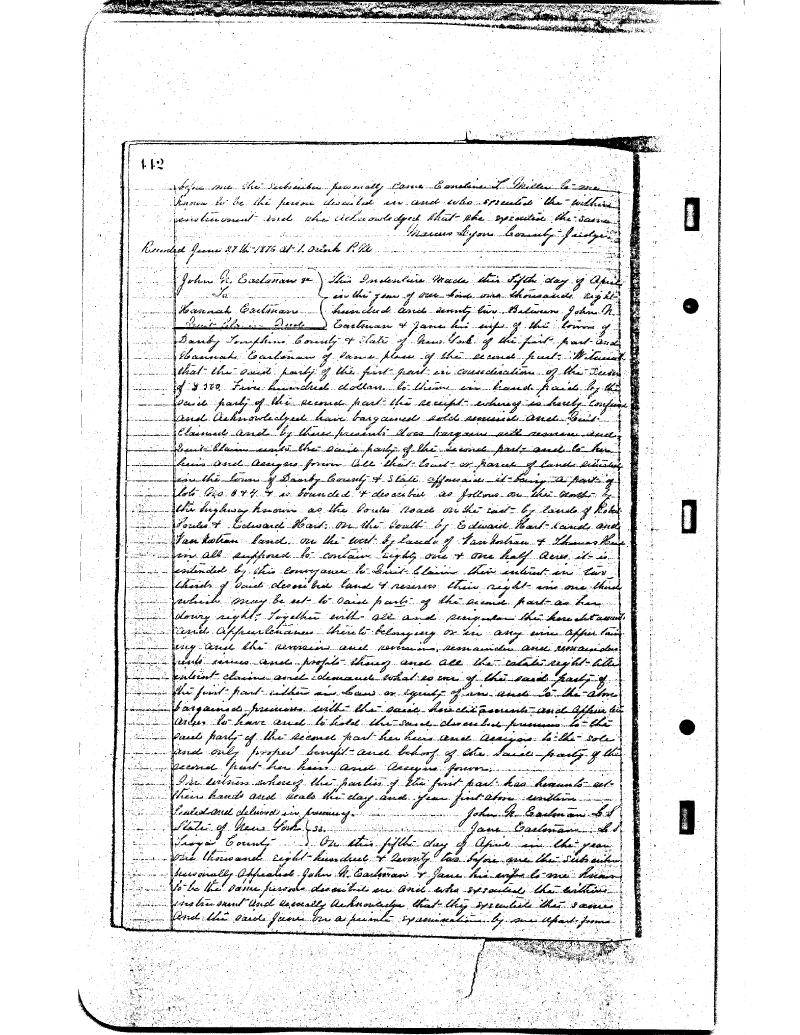 442
before me the subscriber personally came Emeline L. Miller to me
known to be the person described in and who executed the within
instrument and she acknowledged that she executed the same
Marcus Lyon County Judge
Recorded June 27th 1876 at 1. oclock P.M
John N. Eastman &
To
Hannah Eastman
Quit Claim Deed
This Indenture Made this Fifth day of April
in the year of our Lord one thousand eight
hundred and seventy two Between John N.
Eastman & Jane his wife of the town of
Danby Tompkins County & State of New York of the first part and
Hannah Eastman of same place of the second part. Witnesseth
that the said party of the first part in consideration of the Sum
of $500 Five hundred dollars to them in hand paid by the
said party of the second part the receipt whereof is hereby confessed
and Acknowledged have bargained sold remised and Quit
Claimed and by these presents does bargain sell remise and
Quit Claim unto the said party of the second part and to her
heirs and assigns forever All that tract or parcel of land situated
in the town of Danby County & State aforesaid it being a part of
lots No. 3 & 4 & is bounded & described as follows on the North by
the highway known as the road on the east by lands of
& Edward Hart. on the South by Edward Hart land and
land. on the west by lands of & Thomas
in all supposed to contain eighty one & one half Acres it is
intended by this conveyance to Quit Claim their interest in two
thirds of said described land & reserve their right in one third
which may be set to said party of the second part as her
dowry right, Together with all and singular the hereditaments
and appurtenances thereto belonging or in any wise appertain
ing and the reversion and reversions, remainder and remainders
rents issues and profits thereof and all the estate right title
interest claim and demand whatsoever of the said party of
the first part either in Law or equity of in and to the above
bargained premises with the said hereditaments and appurten
ances to have and to hold the said described premises to the
said party of the second part her heirs and assigns to the sole
and only proper benefit and behoof of the said party of the
second part her heirs and assigns forever.
In witness whereof the parties of the first part has hereunto set
their hands and seals the day and year first above written
Sealed and delivered in presence of. John N. Eastman L.S
State of New York } ss. Jane Eastman L.S.
Tioga County } On this fifth day of April in the year
one thousand eight hundred & seventy two before me the subscriber
personally Appeared John N. Eastman & Jane his wife to me known
to be the same persons described in and who executed the within
instrument and severally acknowledge that they executed the same
And the said Jane on a private examination by me apart from